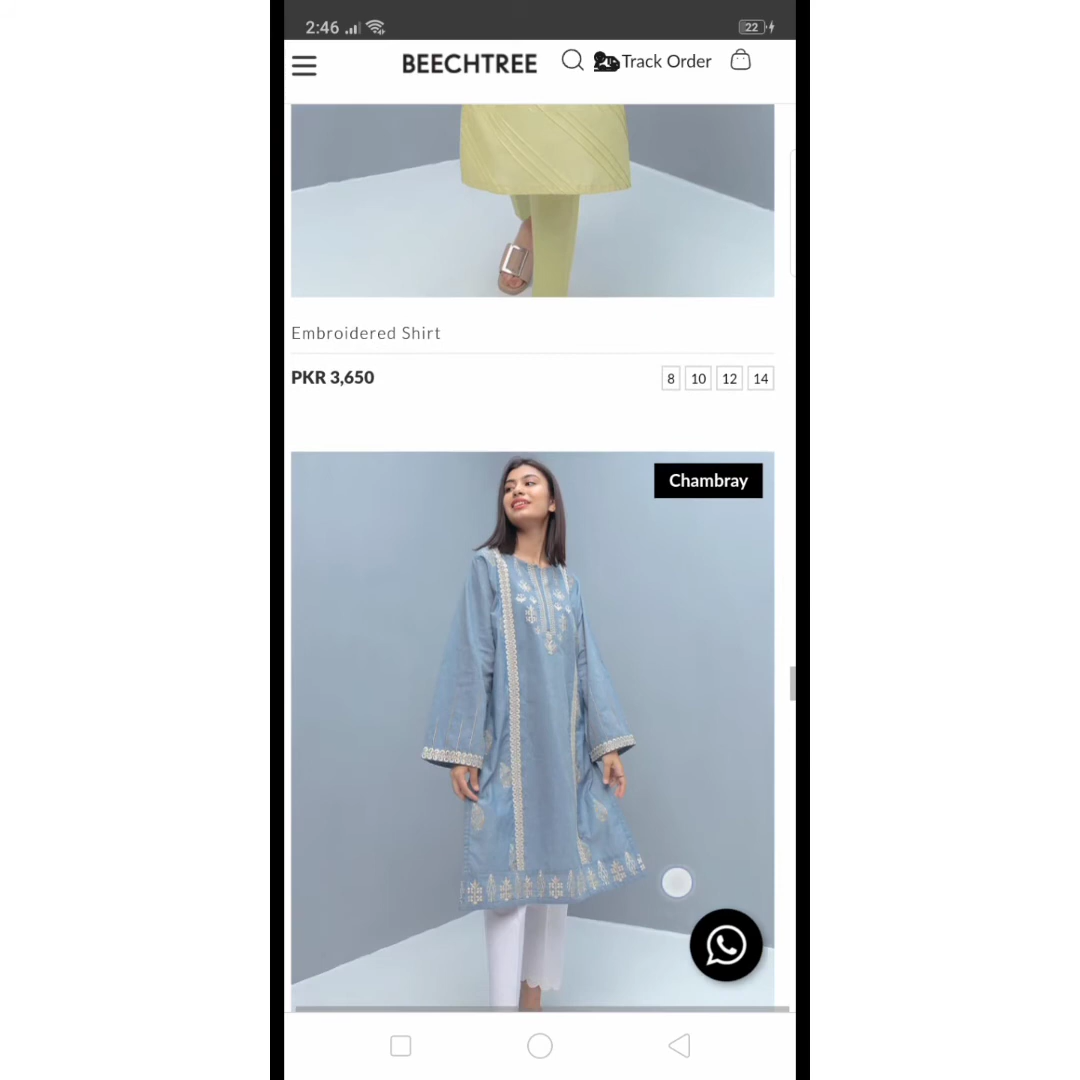 2:46
22
BEECHTREE
Track Order
Embroidered Shirt
PKR 3,650
8 10 12 14
Chambray